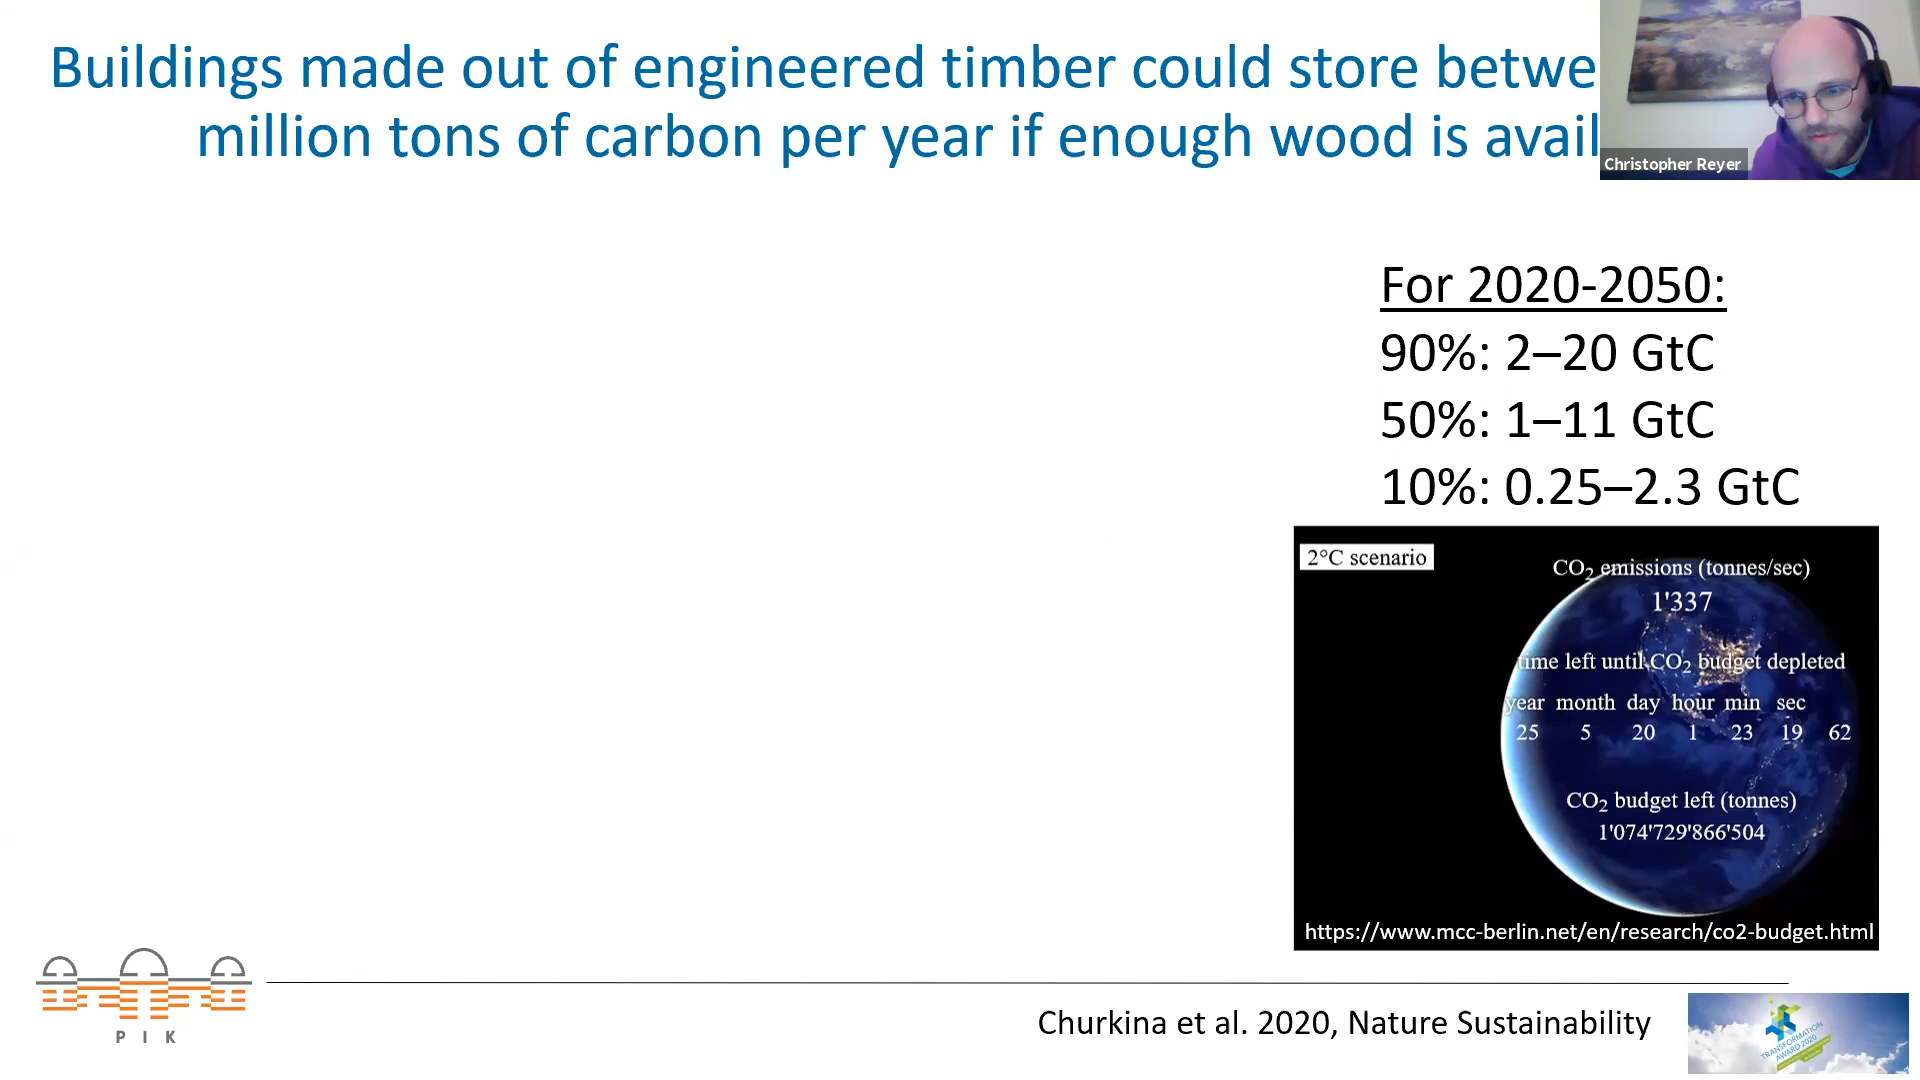 Buildings made out of engineered timber could store betwe
million tons of carbon per year if enough wood is avail
Christopher Reyer
For 2020-2050:
90%: 2–20 GtC
50%: 1–11 GtC
10%: 0.25–2.3 GtC
2°C scenario
CO₂ emissions (tonnes/sec)
1'337
time left until CO₂ budget depleted
year month day hour min sec
25 5 20 1 23 19 62
CO₂ budget left (tonnes)
1'074'729'866'504
https://www.mcc-berlin.net/en/research/co2-budget.html
PIK
Churkina et al. 2020, Nature Sustainability
TRANSFORMATION
AWARD 2020